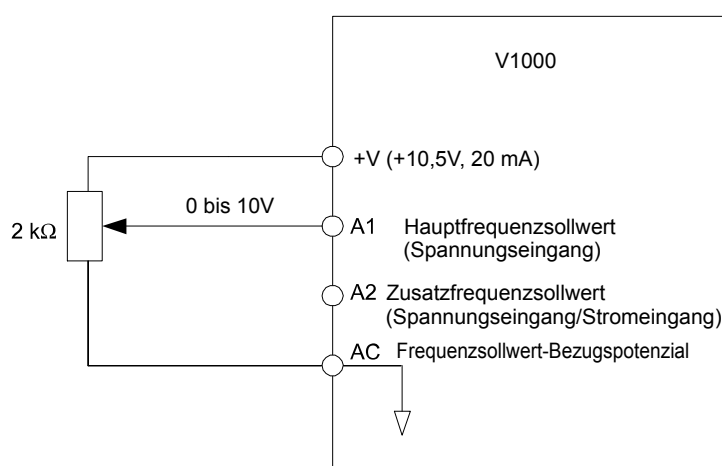 V1000
+V (+10,5V, 20 mA)
0 bis 10V
2 kΩ
A1 Hauptfrequenzsollwert
(Spannungseingang)
A2 Zusatzfrequenzsollwert
(Spannungseingang/Stromeingang)
AC Frequenzsollwert-Bezugspotenzial